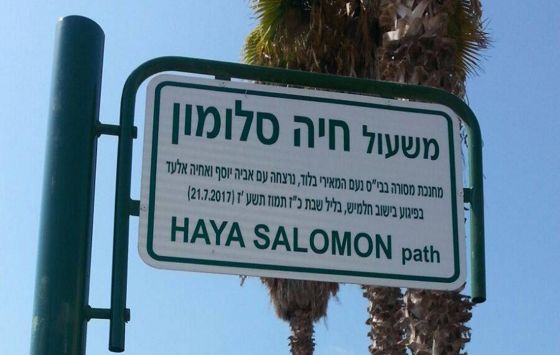 משעול חיה סלומון
מחנכת מסורה בבי"ס נעם המאירי בלוד, נרצחה עם אביה יוסף ואחיה אלעד
בפיגוע בישוב חלמיש, בליל שבת כ"ז תמוז תשע"ז (21.7.2017)
HAYA SALOMON path